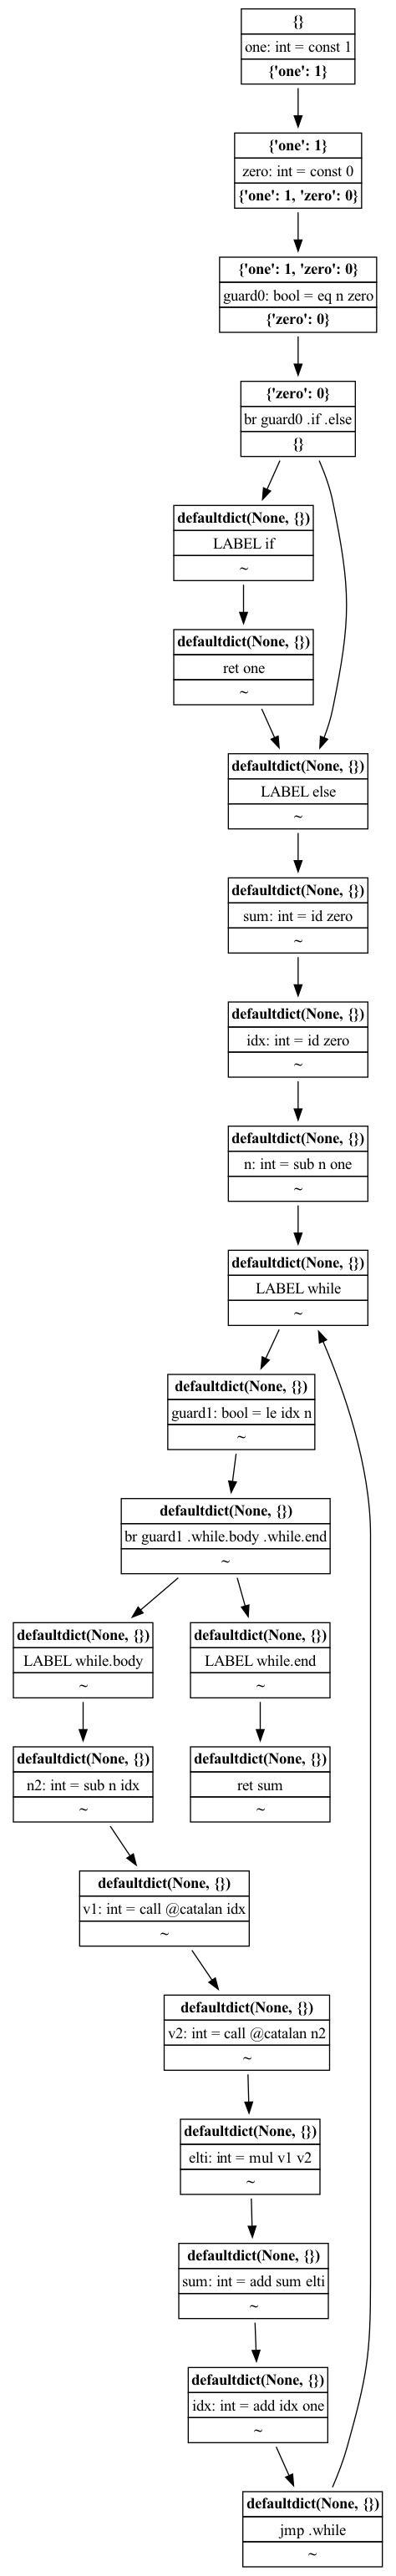 {}
one: int = const 1
{'one': 1}
{'one': 1}
zero: int = const 0
{'one': 1, 'zero': 0}
{'one': 1, 'zero': 0}
guard0: bool = eq n zero
{'zero': 0}
{'zero': 0}
br guard0 .if .else
{}
defaultdict(None, {})
LABEL if
~
defaultdict(None, {})
ret one
~
defaultdict(None, {})
LABEL else
~
defaultdict(None, {})
sum: int = id zero
~
defaultdict(None, {})
idx: int = id zero
~
defaultdict(None, {})
n: int = sub n one
~
defaultdict(None, {})
LABEL while
~
defaultdict(None, {})
guard1: bool = le idx n
~
defaultdict(None, {})
br guard1 .while.body .while.end
~
defaultdict(None, {})
LABEL while.body
~
defaultdict(None, {})
LABEL while.end
~
defaultdict(None, {})
n2: int = sub n idx
~
defaultdict(None, {})
ret sum
~
defaultdict(None, {})
v1: int = call @catalan idx
~
defaultdict(None, {})
v2: int = call @catalan n2
~
defaultdict(None, {})
elti: int = mul v1 v2
~
defaultdict(None, {})
sum: int = add sum elti
~
defaultdict(None, {})
idx: int = add idx one
~
defaultdict(None, {})
jmp .while
~